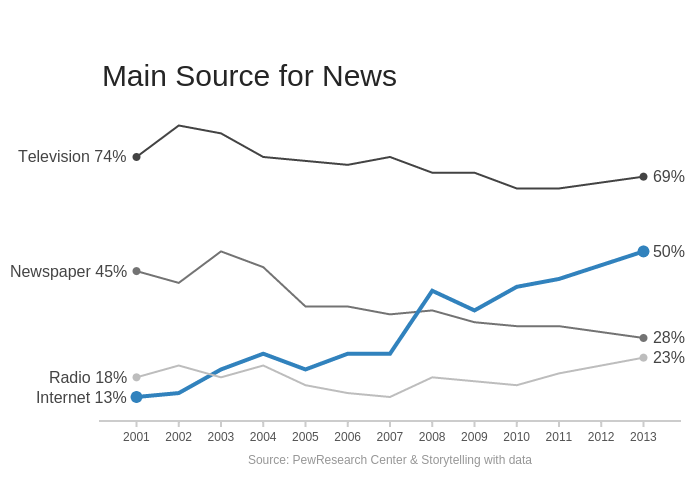 Main Source for News
Television 74%
69%
50%
Newspaper 45%
28%
23%
Radio 18%
Internet 13%
2001 2002 2003 2004 2005 2006 2007 2008 2009 2010 2011 2012 2013
Source: PewResearch Center & Storytelling with data